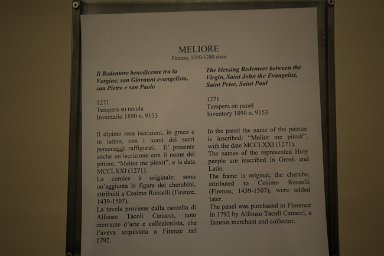 MELIORE
Firenze, 1250-1280 circa
Il Redentore benedicente tra la
Vergine, san Giovanni evangelista,
san Pietro e san Paolo
1271
Tempera su tavola
Inventario 1890 n. 9153
Il dipinto reca iscrizioni, in greco e
in latino, con i nomi dei sacri
personaggi raffigurati. E' presente
anche un'iscrizione con il nome del
pittore, "Melior me pinxit", e la data
MCCLXXI (1271).
La cornice è originale; sono
un'aggiunta le figure dei cherubini,
attribuiti a Cosimo Rosselli (Firenze,
1439-1507).
La tavola proviene dalla raccolta di
Alfonso Tacoli Canacci, noto
mercante d'arte e collezionista, che
l'aveva acquistata a Firenze nel
1792.
The blessing Redeemer between the
Virgin, Saint John the Evangelist,
Saint Peter, Saint Paul
1271
Tempera on panel
Inventory 1890 n. 9153
In the panel the name of the painter
is inscribed: "Melior me pinxit",
with the date MCCLXXI (1271).
The names of the represented Holy
people are inscribed in Greek and
Latin.
The frame is original; the cherubs,
attributed to Cosimo Rosselli
(Firenze, 1439-1507), were added
later.
The panel was purchased in Florence
in 1792 by Alfonso Tacoli Canacci, a
famous merchant and collector.